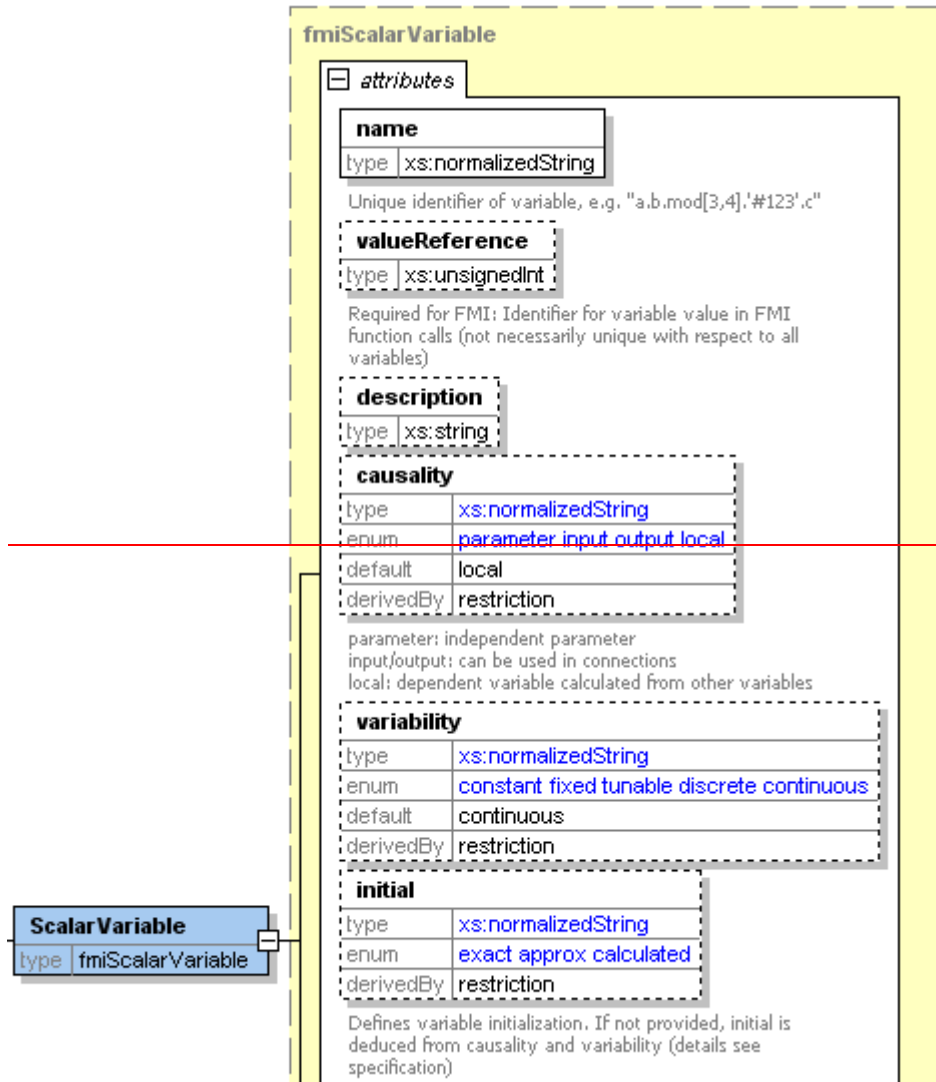 fmiScalarVariable
attributes
name
type xs:normalizedString
Unique identifier of variable, e.g. "a.b.mod[3,4].'#123'.c"
valueReference
type xs:unsignedInt
Required for FMI: Identifier for variable value in FMI
function calls (not necessarily unique with respect to all
variables)
description
type xs:string
causality
type xs:normalizedString
enum parameter input output local
default local
derivedBy restriction
parameter: independent parameter
input/output: can be used in connections
local: dependent variable calculated from other variables
variability
type xs:normalizedString
enum constant fixed tunable discrete continuous
default continuous
derivedBy restriction
initial
type xs:normalizedString
enum exact approx calculated
derivedBy restriction
Defines variable initialization. If not provided, initial is
deduced from causality and variability (details see
specification)
ScalarVariable
type fmiScalarVariable